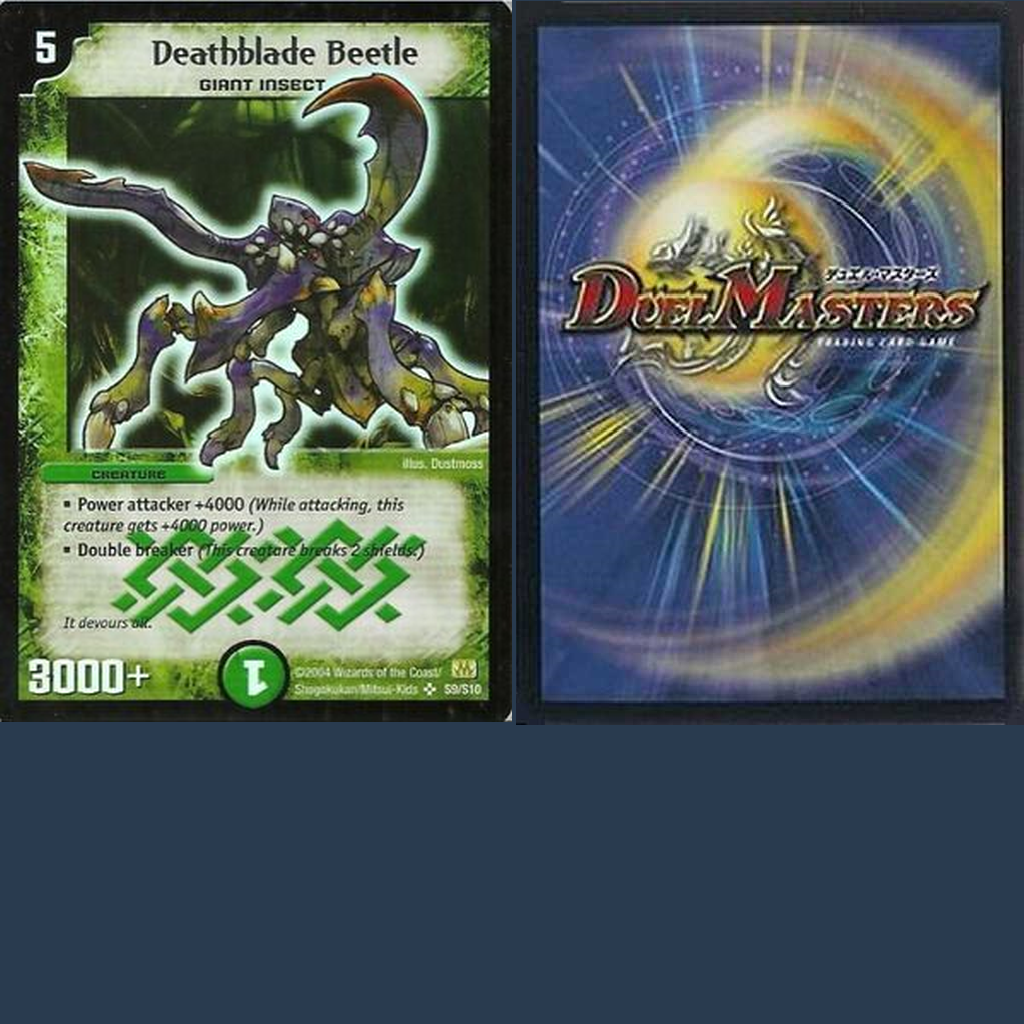 5
Deathblade Beetle
GIANT INSECT
illus. Dustmoss
CREATURE
▪ Power attacker +4000 (While attacking, this
creature gets +4000 power.)
▪ Double breaker (This creature breaks 2 shields.)
It devours all.
3000+
1
©2004 Wizards of the Coast/
Shogakukan/Mitsui-Kids S9/S10
デュエル・マスターズ
DUEL MASTERS
TRADING CARD GAME